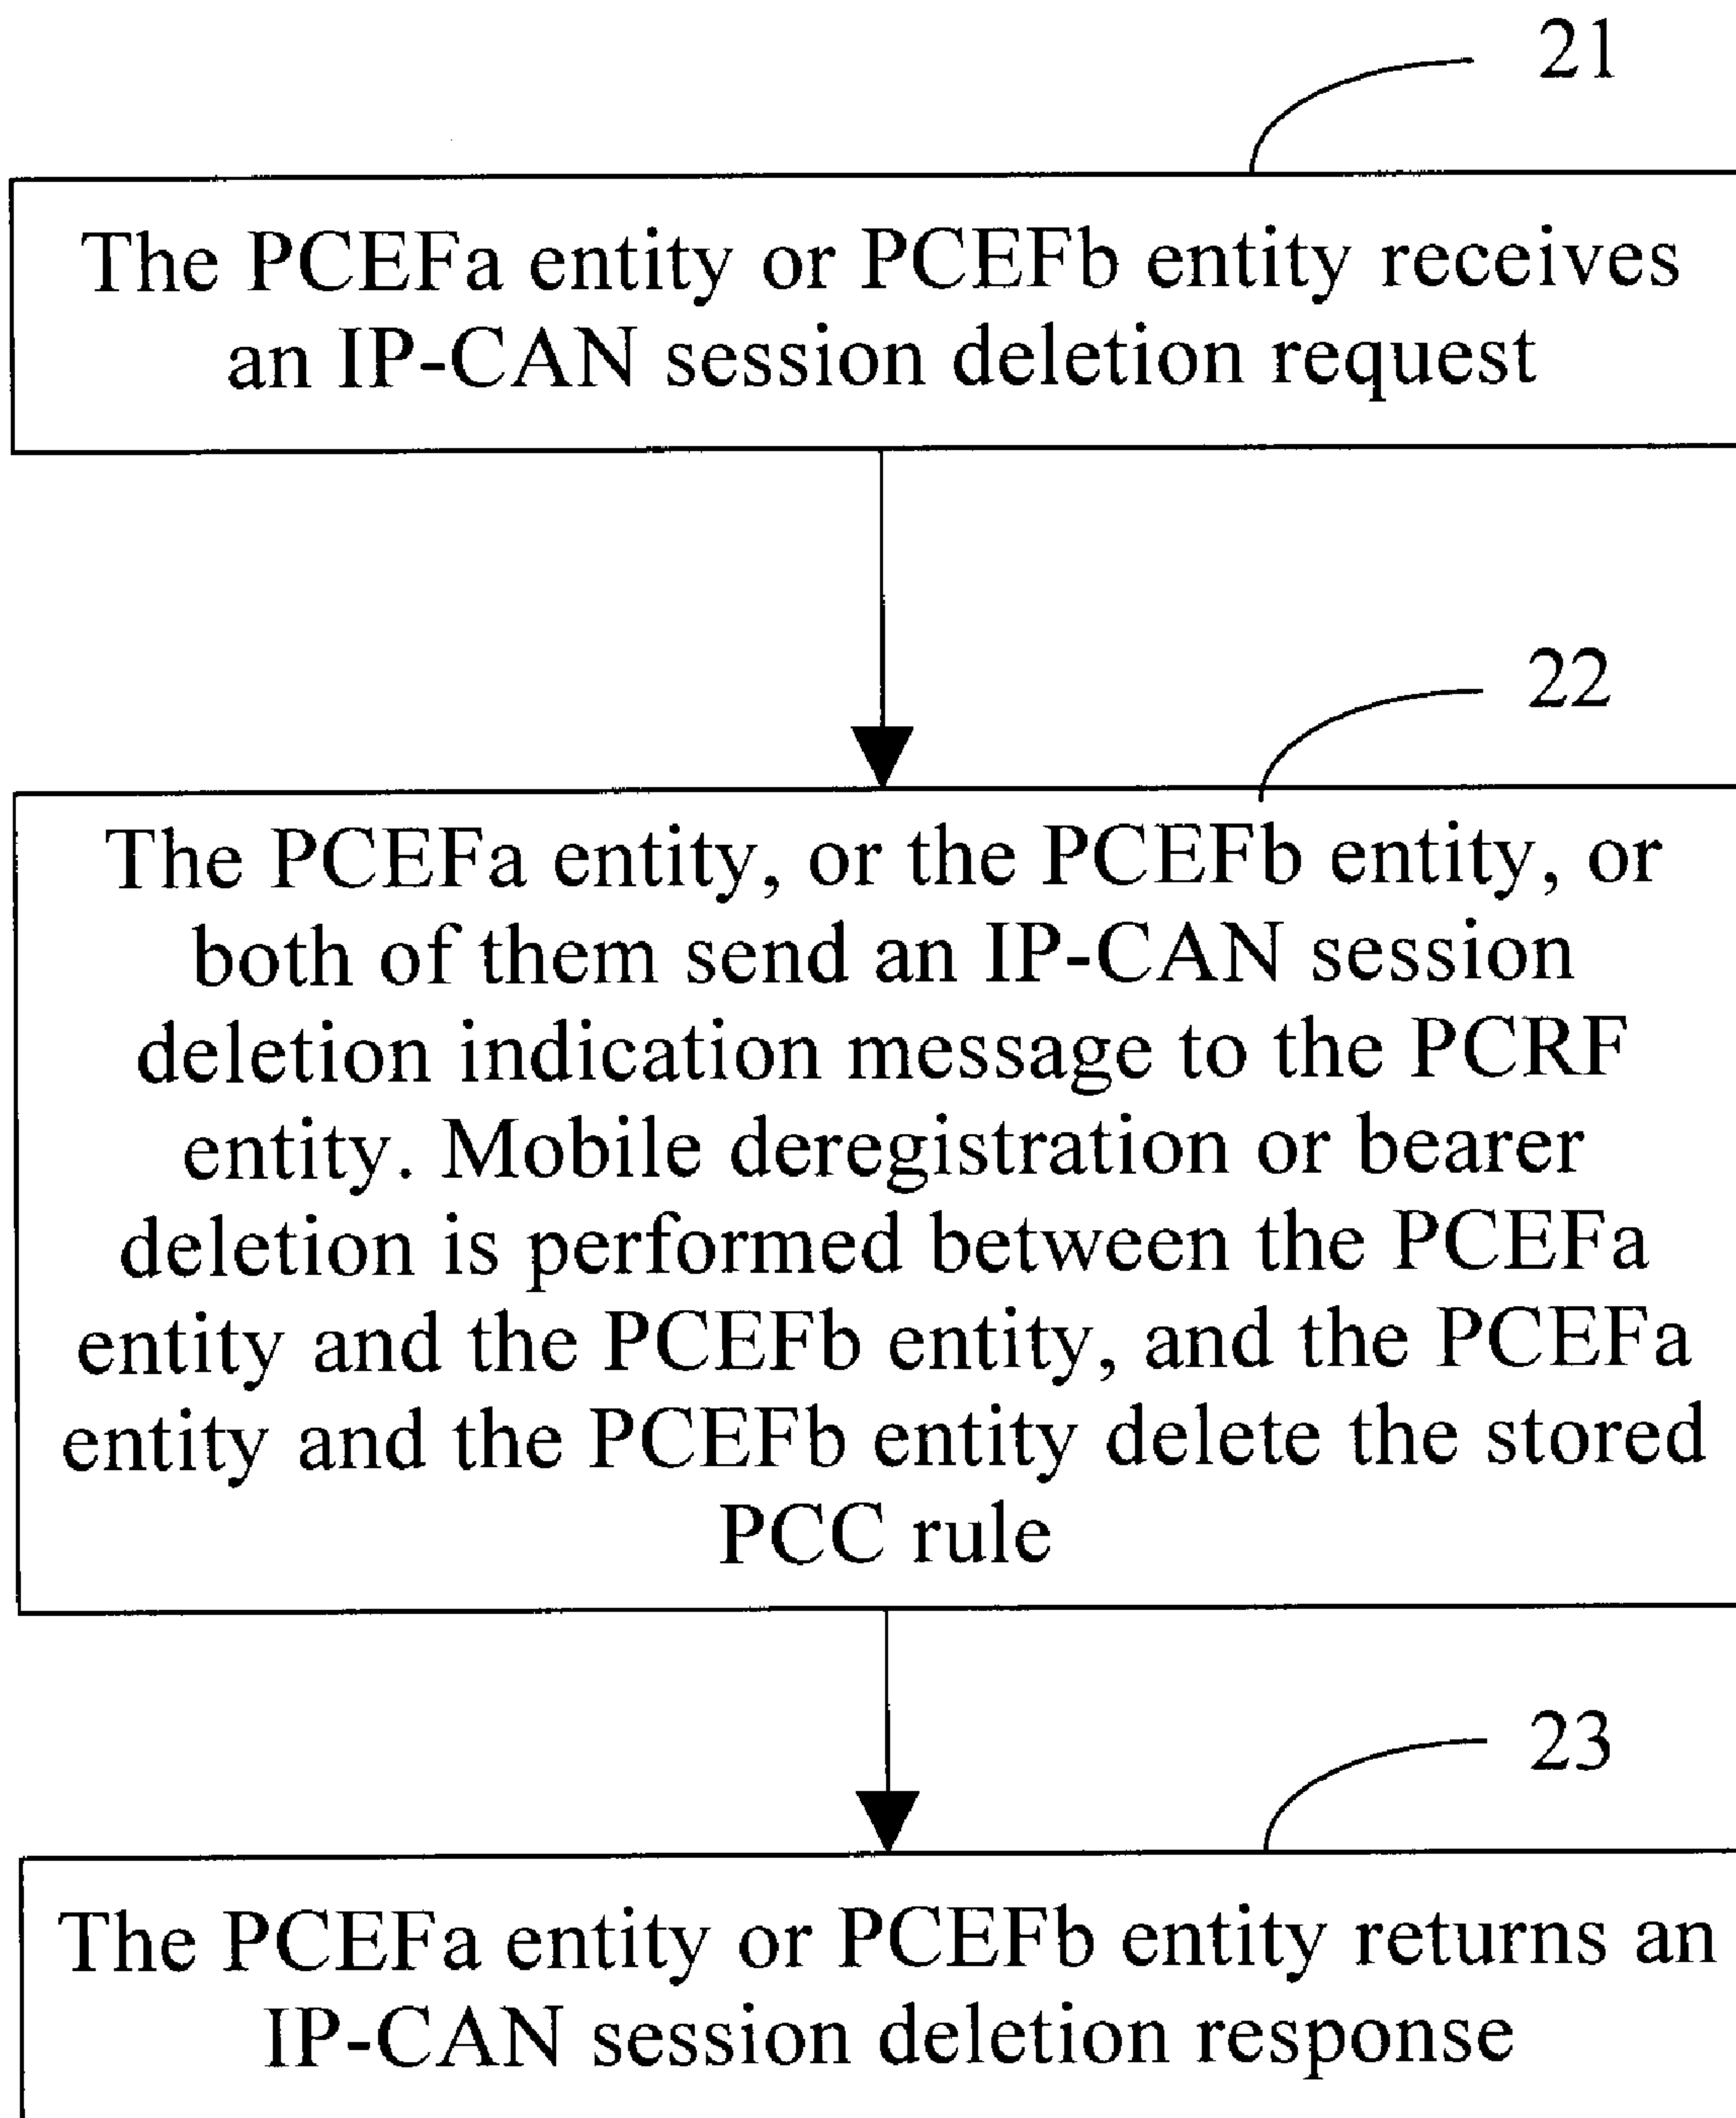 21
The PCEFa entity or PCEFb entity receives
an IP-CAN session deletion request
22
The PCEFa entity, or the PCEFb entity, or
both of them send an IP-CAN session
deletion indication message to the PCRF
entity. Mobile deregistration or bearer
deletion is performed between the PCEFa
entity and the PCEFb entity, and the PCEFa
entity and the PCEFb entity delete the stored
PCC rule
23
The PCEFa entity or PCEFb entity returns an
IP-CAN session deletion response